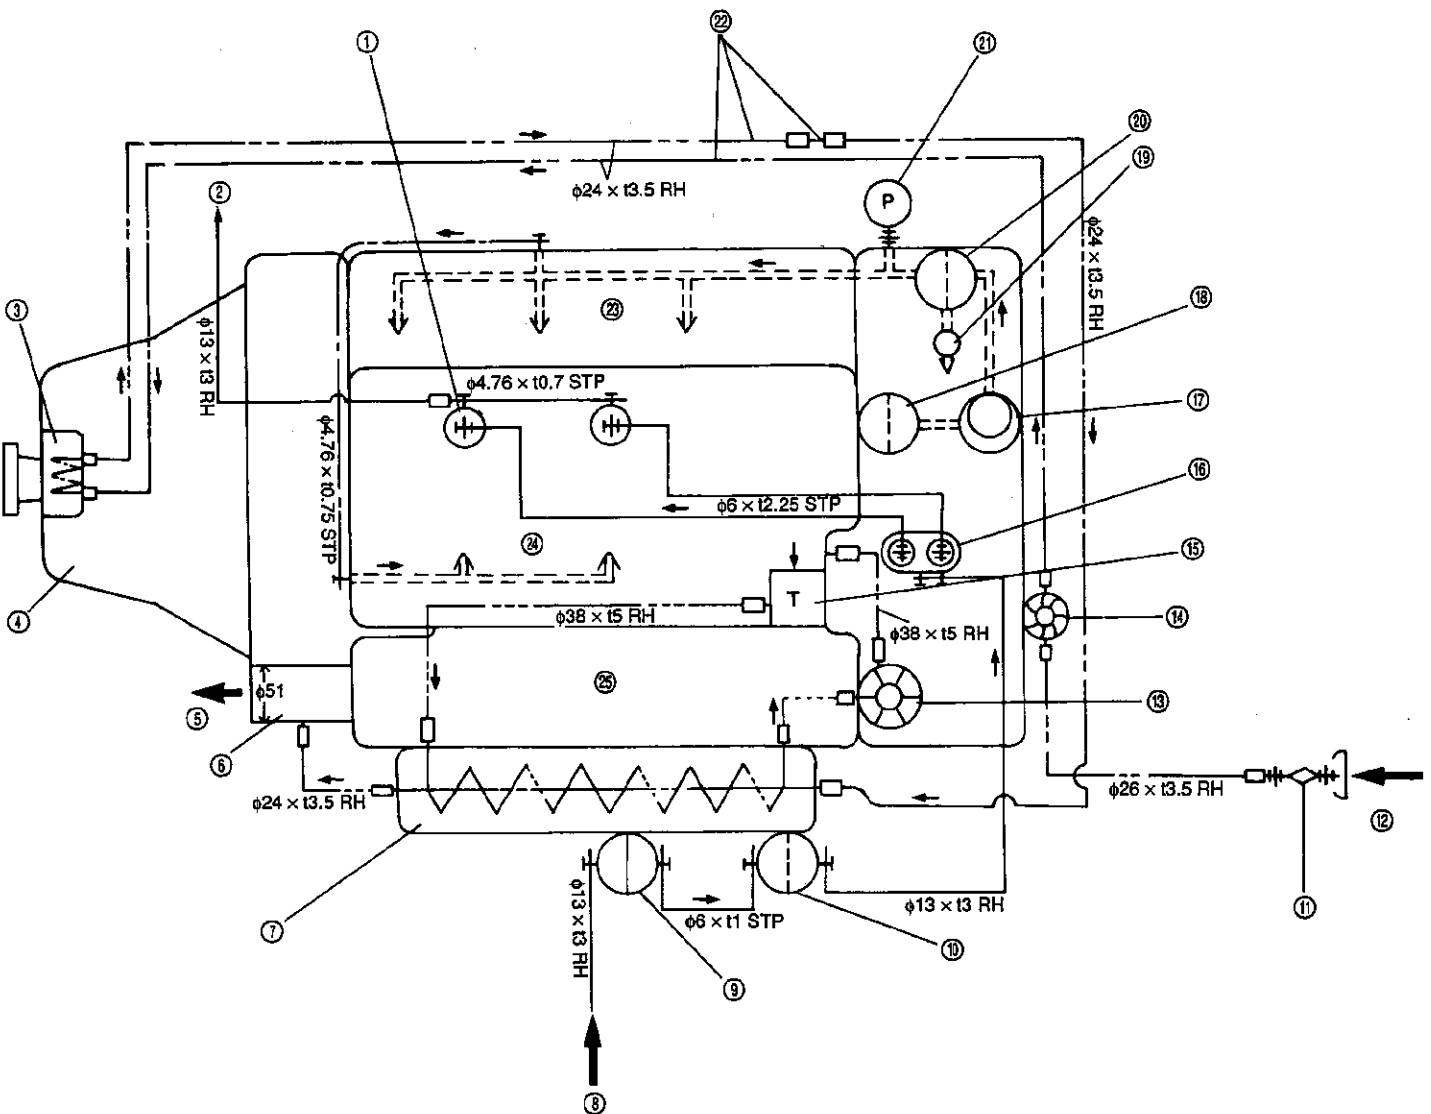 ㉒
①
㉑
⑳
⑲
②
ϕ24 × t3.5 RH
P
ϕ24 × t3.5 RH
⑱
③
㉓
ϕ13 × t3 RH
ϕ4.76 × t0.7 STP
⑰
ϕ4.76 × t0.75 STP
⑯
ϕ6 × t2.25 STP
㉔
⑮
T
④
ϕ38 × t5 RH
ϕ38 × t5 RH
⑭
ϕ51
㉕
⑬
⑤
⑥
ϕ24 × t3.5 RH
ϕ26 × t3.5 RH
⑫
⑦
ϕ13 × t3 RH
ϕ6 × t1 STP
ϕ13 × t3 RH
⑪
⑩
⑨
⑧